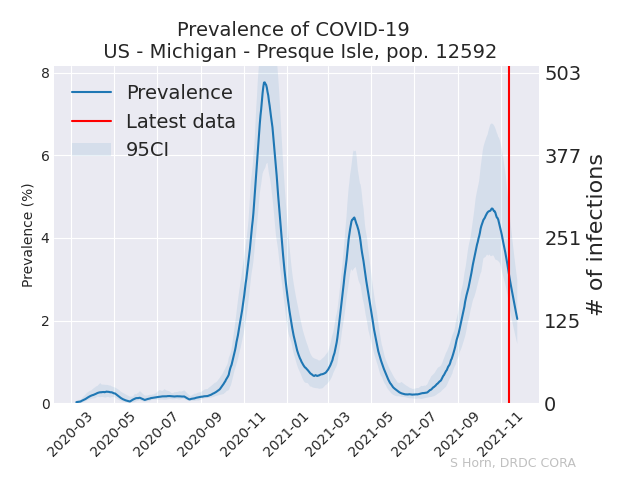 Prevalence of COVID-19
US - Michigan - Presque Isle, pop. 12592
Prevalence
Latest data
95CI
Prevalence (%)
8
6
4
2
0
503
377
251
125
0
# of infections
2020-03
2020-05
2020-07
2020-09
2020-11
2021-01
2021-03
2021-05
2021-07
2021-09
2021-11
S Horn, DRDC CORA